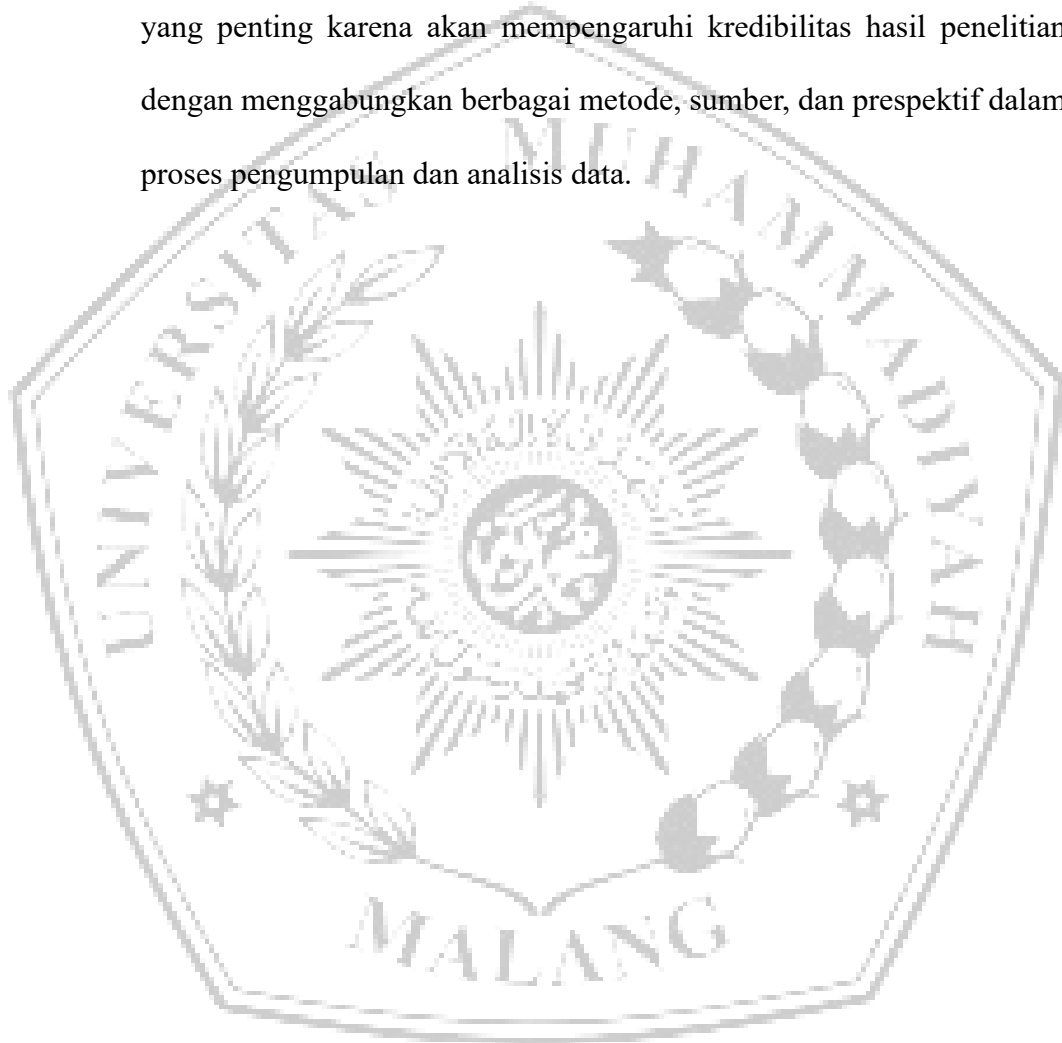 yang penting karena akan mempengaruhi kredibilitas hasil penelitian
dengan menggabungkan berbagai metode, sumber, dan prespektif dalam
proses pengumpulan dan analisis data.
UNIVERSITAS MUHAMMADIYAH
MALANG